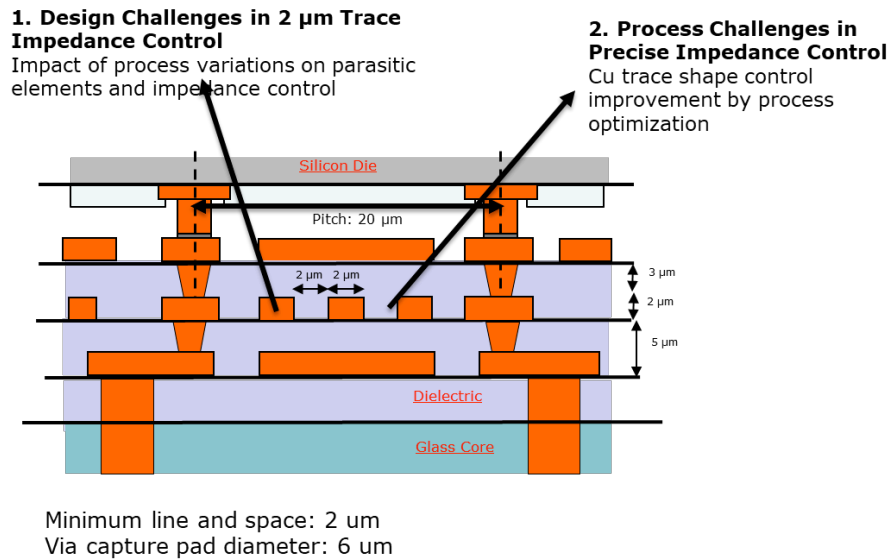 1. Design Challenges in 2 µm Trace
Impedance Control
Impact of process variations on parasitic
elements and impedance control
2. Process Challenges in
Precise Impedance Control
Cu trace shape control
improvement by process
optimization
Silicon Die
Pitch: 20 µm
2 µm
2 µm
3 µm
2 µm
5 µm
Dielectric
Glass Core
Minimum line and space: 2 um
Via capture pad diameter: 6 um